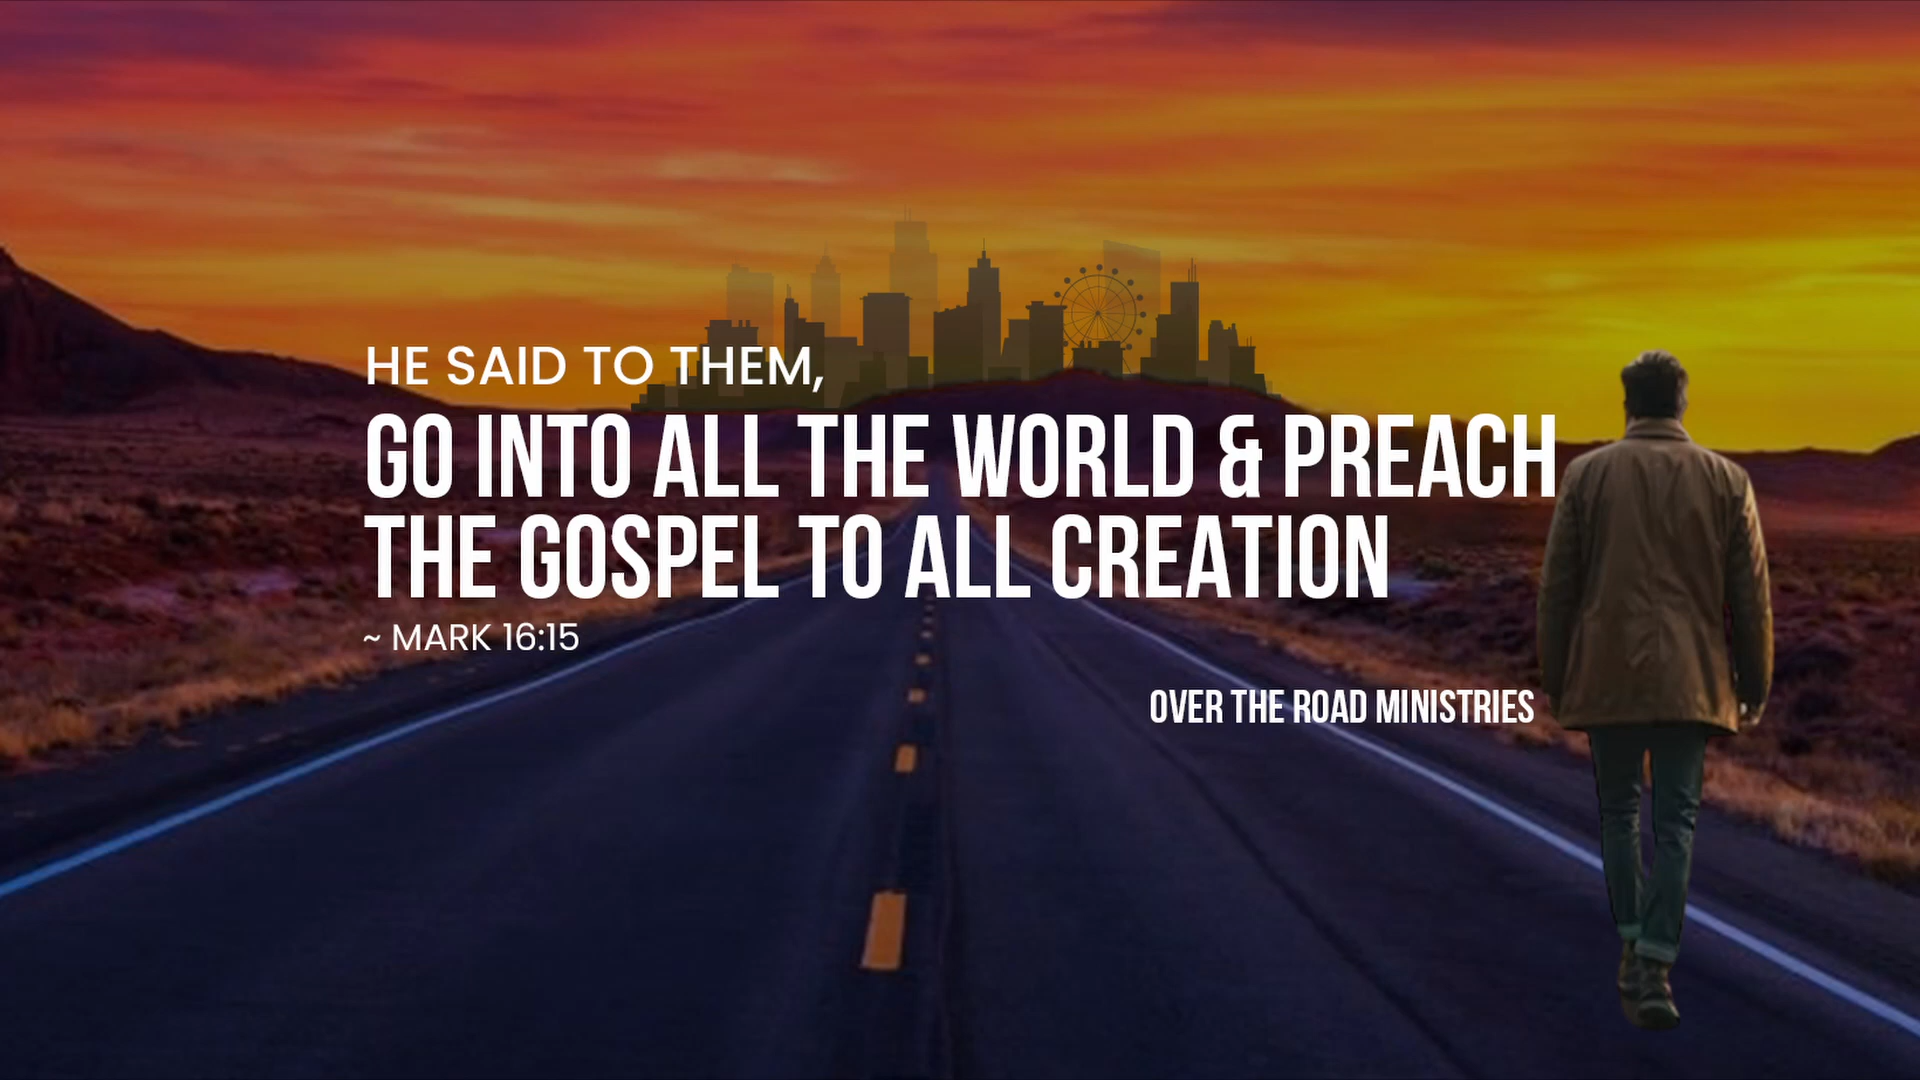 HE SAID TO THEM,
GO INTO ALL THE WORLD & PREACH
THE GOSPEL TO ALL CREATION
~ MARK 16:15
OVER THE ROAD MINISTRIES